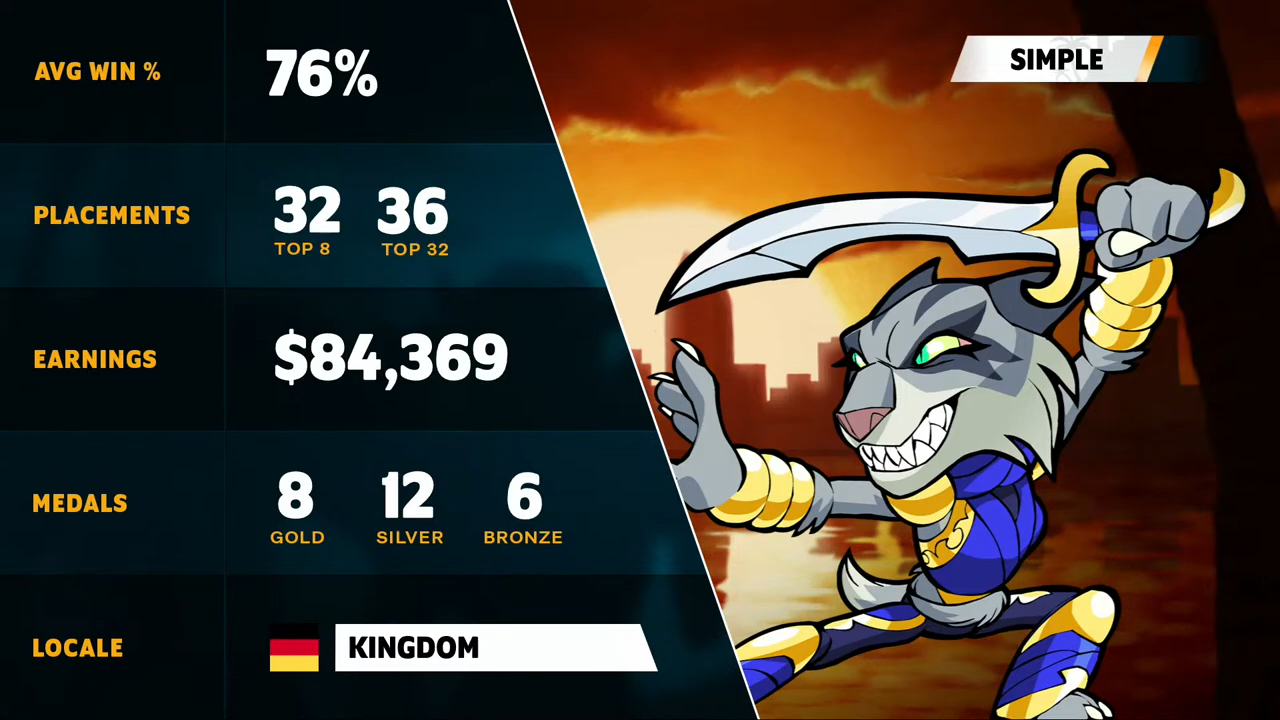 SIMPLE
AVG WIN % 76%
PLACEMENTS 32 36
TOP 8 TOP 32
EARNINGS $84,369
MEDALS 8 12 6
GOLD SILVER BRONZE
LOCALE KINGDOM